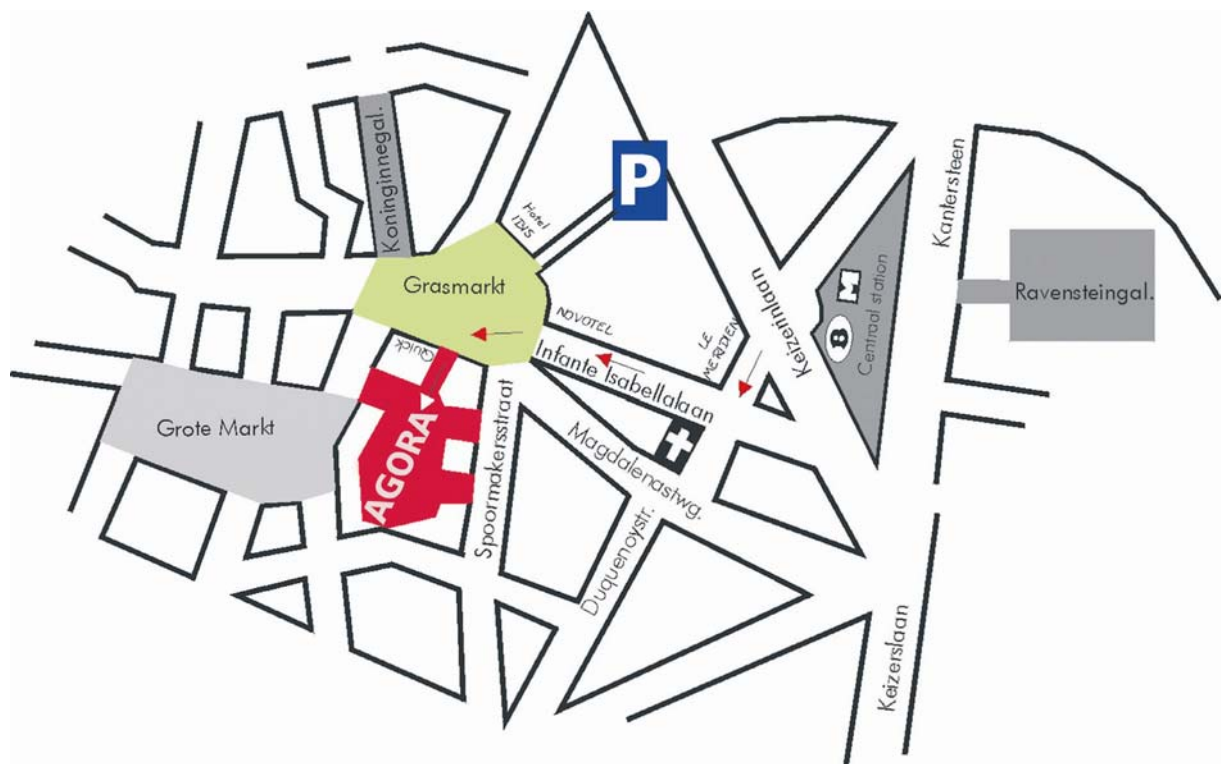 Koninginnegal.
P
Hotel
IBIS
Kantersteen
Grasmarkt
Keizerinnlaan
M
B
Centraal station
Ravensteingal.
NOVOTEL
LE
MERIDIEN
Quick
Infante Isabellalaan
Grote Markt
AGORA
Spoormakersstraat
Magdalenastwg.
Duquenoystr.
Keizerslaan